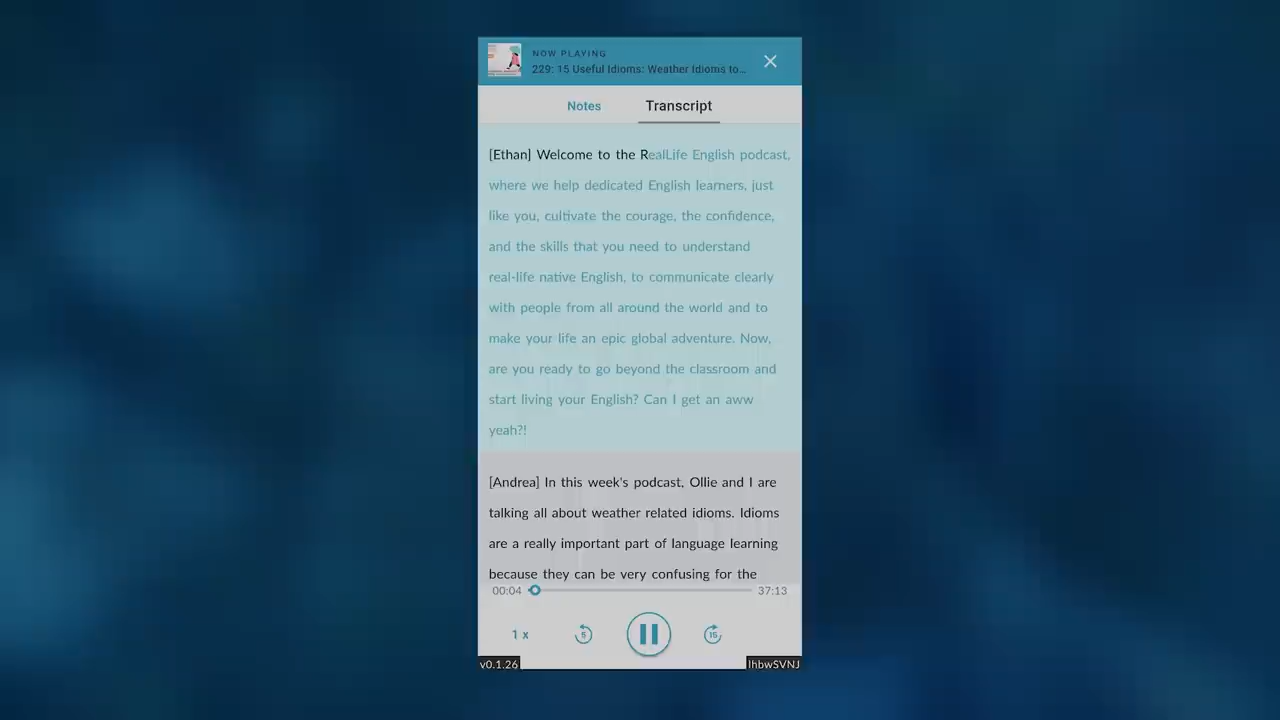 NOW PLAYING
229: 15 Useful Idioms: Weather Idioms to...
Notes
Transcript
[Ethan] Welcome to the RealLife English podcast,
where we help dedicated English learners, just
like you, cultivate the courage, the confidence,
and the skills that you need to understand
real-life native English, to communicate clearly
with people from all around the world and to
make your life an epic global adventure. Now,
are you ready to go beyond the classroom and
start living your English? Can I get an aww
yeah?!
[Andrea] In this week's podcast, Ollie and I are
talking all about weather related idioms. Idioms
are a really important part of language learning
because they can be very confusing for the
00:04
37:13
1 x
5
15
v0.1.26
lhbwSVNJ